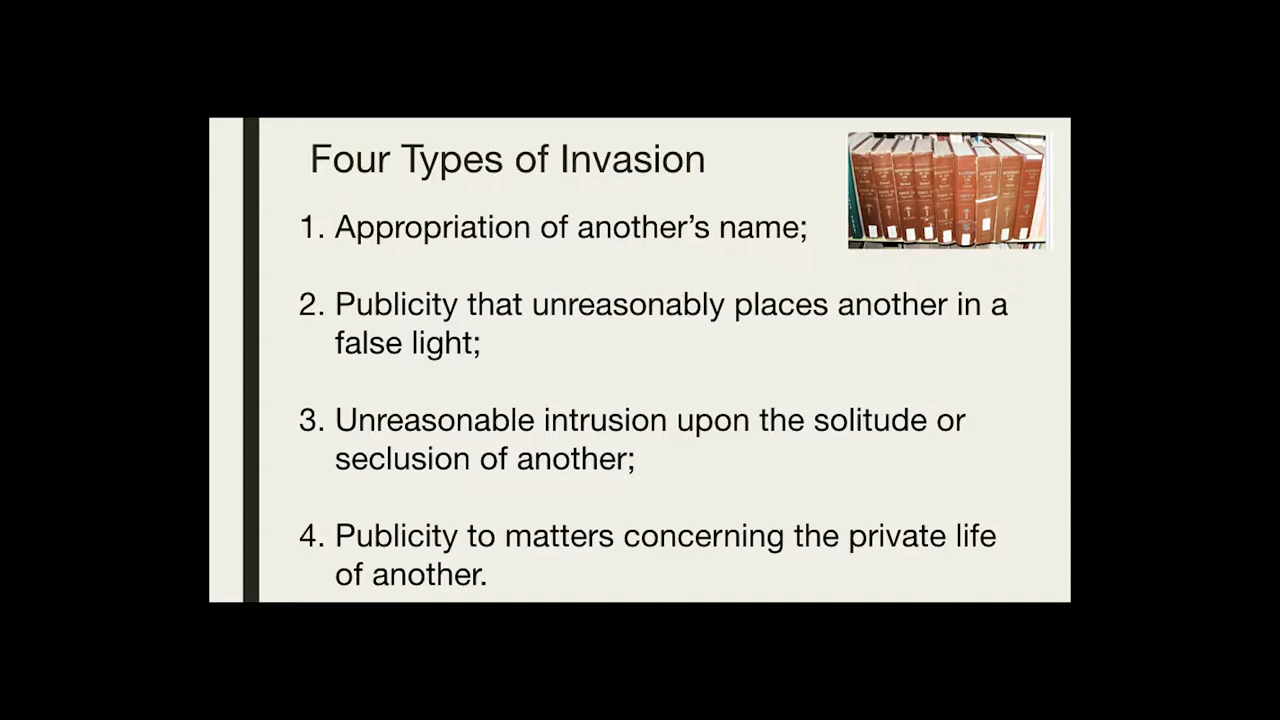 Four Types of Invasion
1. Appropriation of another’s name;
2. Publicity that unreasonably places another in a
false light;
3. Unreasonable intrusion upon the solitude or
seclusion of another;
4. Publicity to matters concerning the private life
of another.